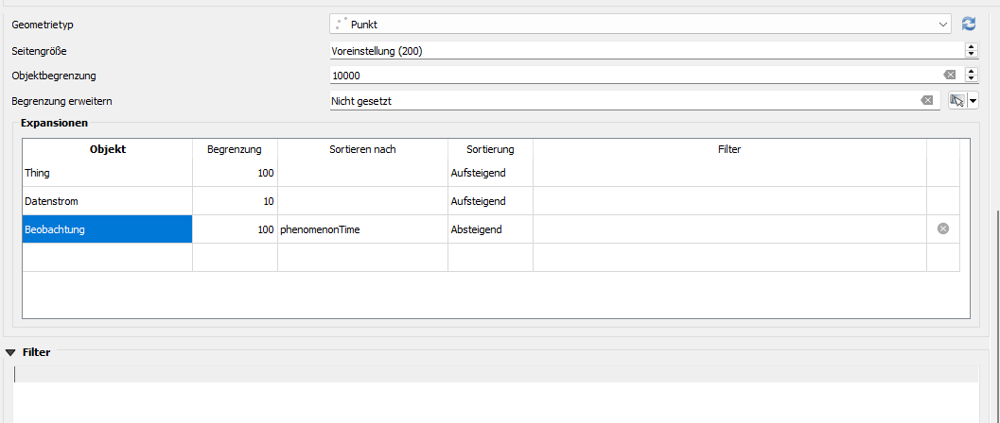 Geometrietyp Punkt
Seitengröße Voreinstellung (200)
Objektbegrenzung 10000
Begrenzung erweitern Nicht gesetzt
Expansionen
Objekt Begrenzung Sortieren nach Sortierung Filter
Thing 100 Aufsteigend
Datenstrom 10 Aufsteigend
Beobachtung 100 phenomenonTime Absteigend
Filter